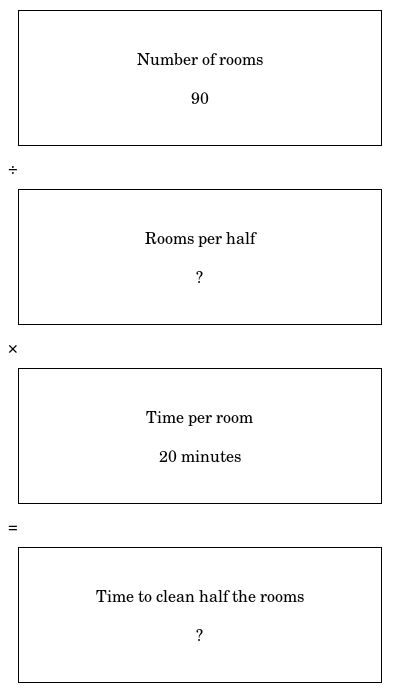 Number of rooms
90
÷
Rooms per half
?
×
Time per room
20 minutes
=
Time to clean half the rooms
?